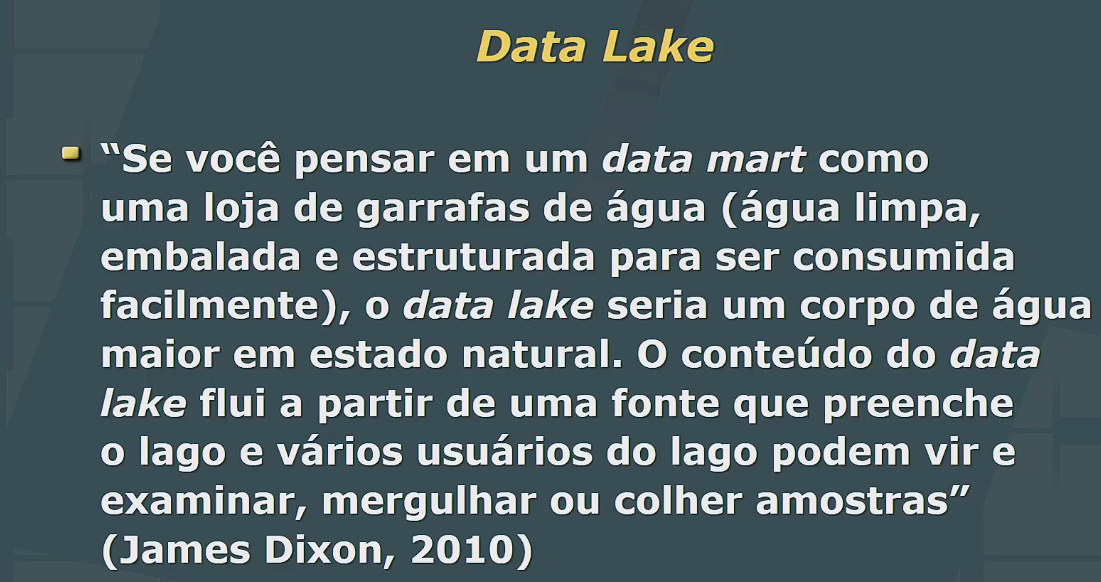 Data Lake
“Se você pensar em um data mart como
uma loja de garrafas de água (água limpa,
embalada e estruturada para ser consumida
facilmente), o data lake seria um corpo de água
maior em estado natural. O conteúdo do data
lake flui a partir de uma fonte que preenche
o lago e vários usuários do lago podem vir e
examinar, mergulhar ou colher amostras”
(James Dixon, 2010)